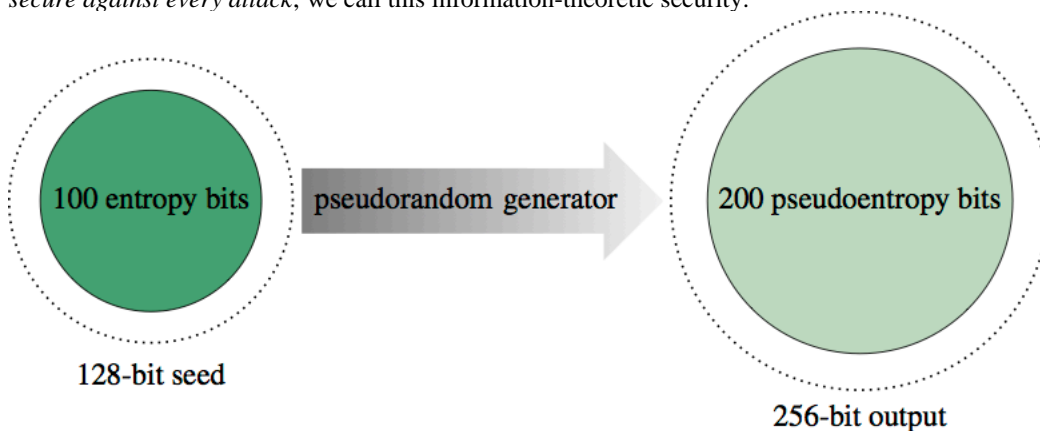 secure against every attack, we call this information-theoretic security.
100 entropy bits
pseudorandom generator
200 pseudoentropy bits
128-bit seed
256-bit output